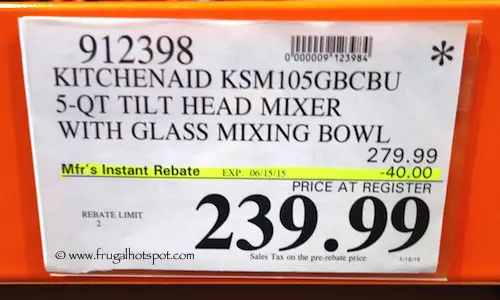 912398
0"000009"123984
*
KITCHENAID KSM105GBCBU
5-QT TILT HEAD MIXER
WITH GLASS MIXING BOWL
279.99
Mfr's Instant Rebate EXP. 06/15/15 -40.00
PRICE AT REGISTER
REBATE LIMIT
2
239.99
© www.frugalhotspot.com
Sales Tax on the pre-rebate price